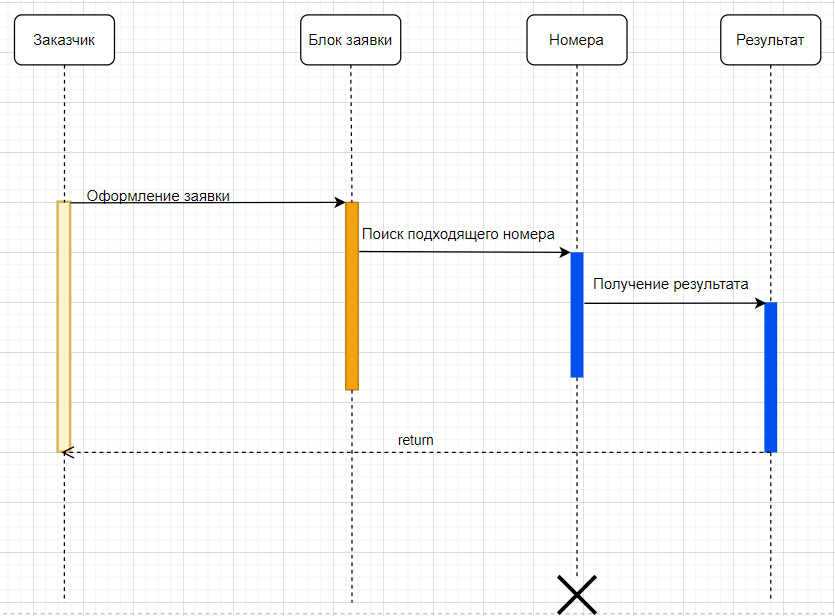 Заказчик
Блок заявки
Номера
Результат
Оформление заявки
Поиск подходящего номера
Получение результата
return